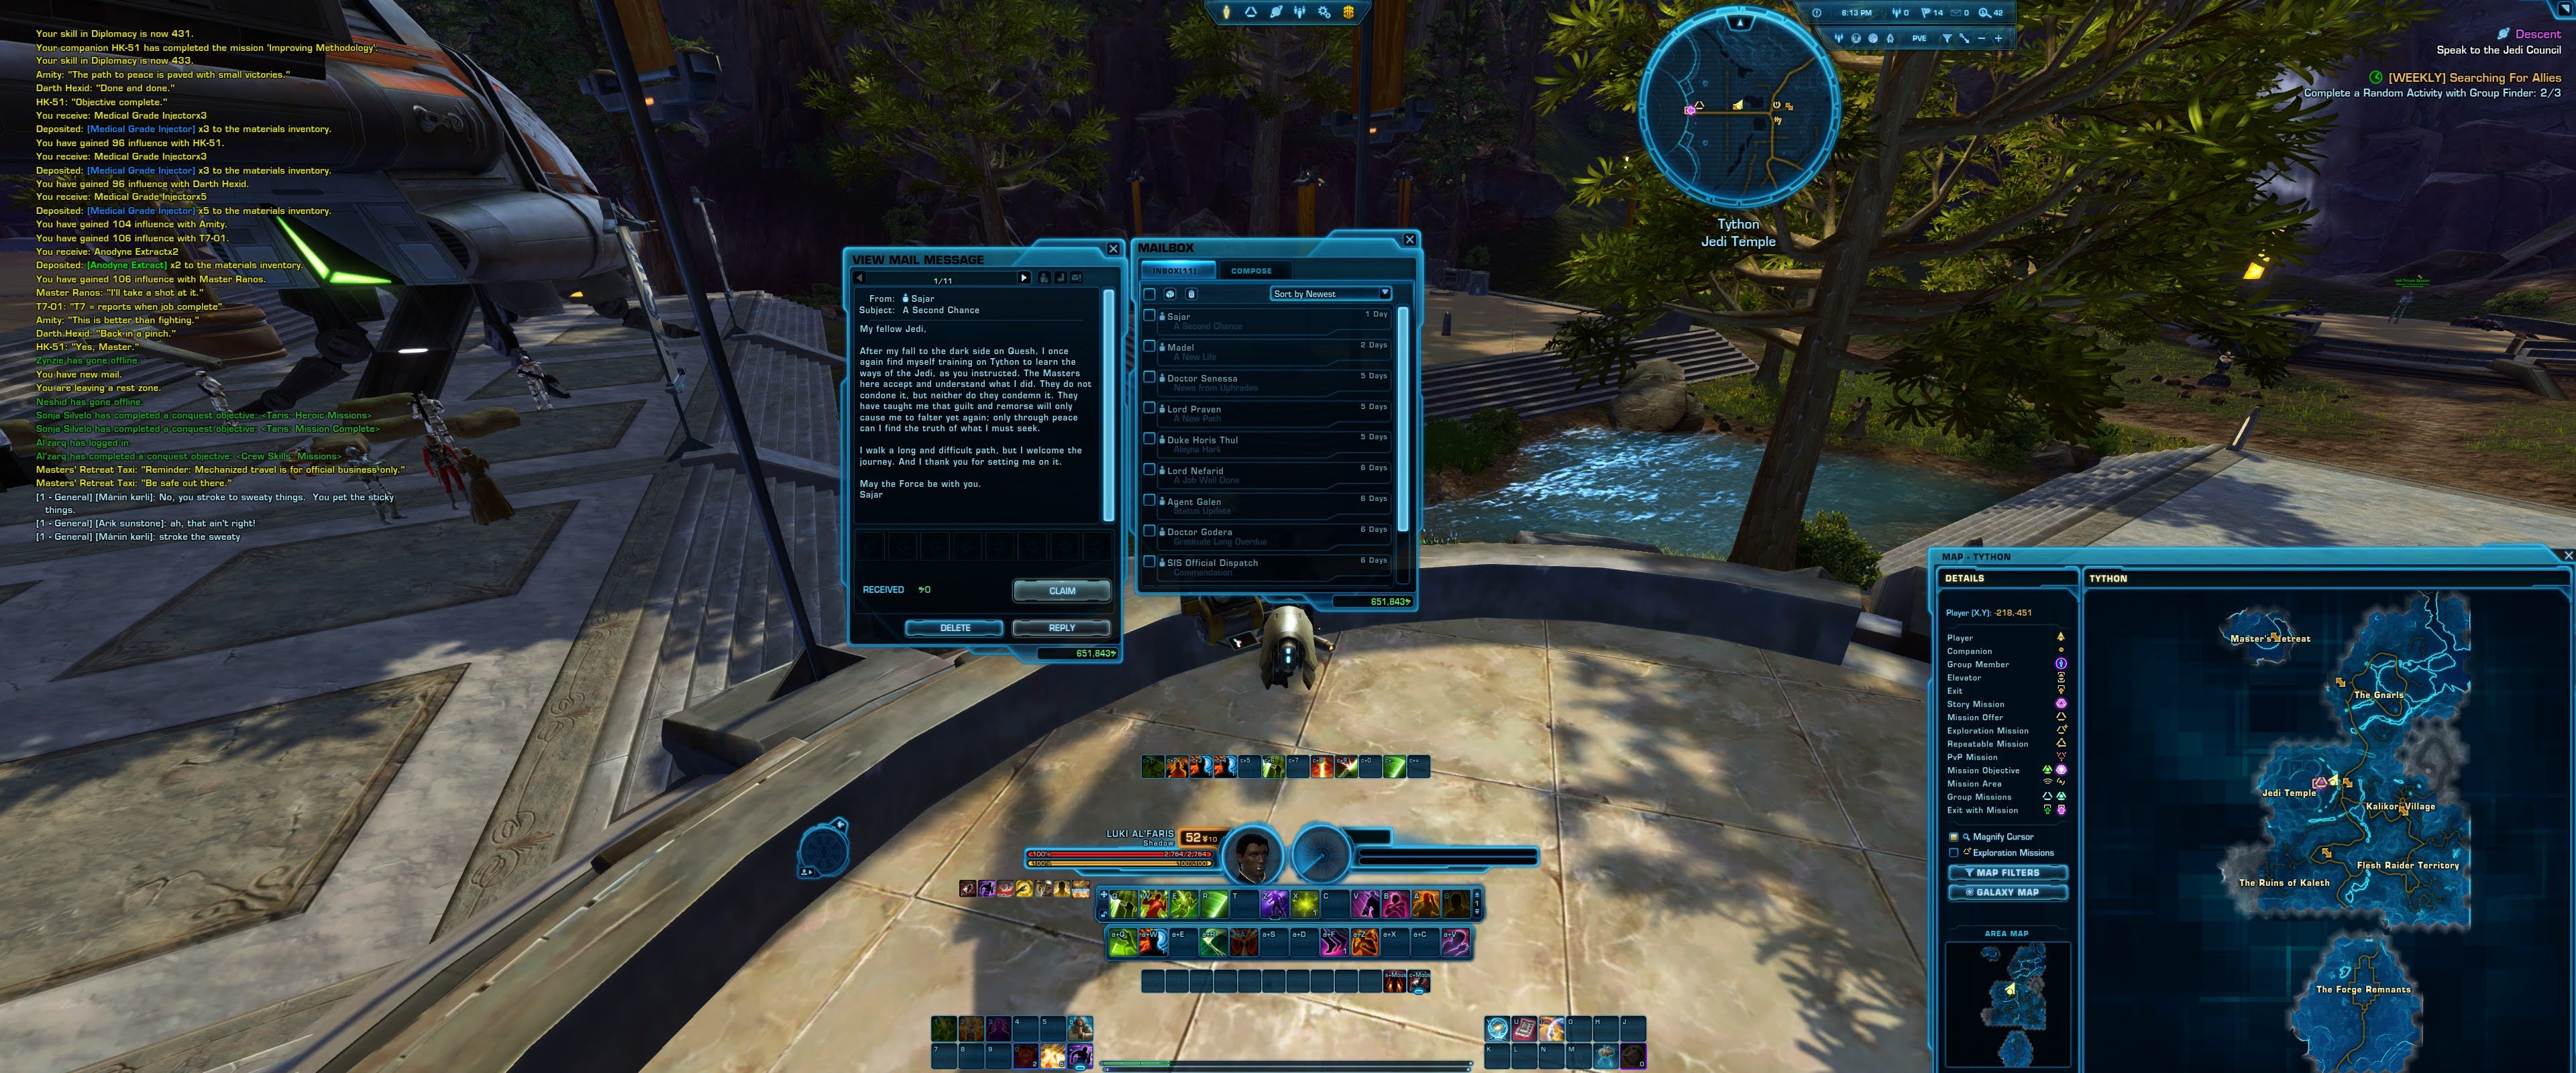 Your skill in Diplomacy is now 431.
Your companion HK-51 has completed the mission 'Improving Methodology'.
Your skill in Diplomacy is now 433.
Amity: "The path to peace is paved with small victories."
Darth Hexid: "Done and done."
HK-51: "Objective complete."
You receive: Medical Grade Injectorx3
Deposited: [Medical Grade Injector] x3 to the materials inventory.
You have gained 96 influence with HK-51.
You receive: Medical Grade Injectorx3
Deposited: [Medical Grade Injector] x3 to the materials inventory.
You have gained 96 influence with Darth Hexid.
You receive: Medical Grade Injectorx5
Deposited: [Medical Grade Injector] x5 to the materials inventory.
You have gained 104 influence with Amity.
You have gained 106 influence with T7-01.
You receive: Anodyne Extractx2
Deposited: [Anodyne Extract] x2 to the materials inventory.
You have gained 106 influence with Master Ranos.
Master Ranos: "I'll take a shot at it."
T7-01: "T7 = reports when job complete"
Amity: "This is better than fighting."
Darth Hexid: "Back in a pinch."
HK-51: "Yes, Master."
Zynzie has gone offline.
You have new mail.
You are leaving a rest zone.
Neshid has gone offline.
Sonja Silvelo has completed a conquest objective: <Taris: Heroic Missions>
Sonja Silvelo has completed a conquest objective: <Taris: Mission Complete>
Al'zarq has logged in.
Al'zarq has completed a conquest objective: <Crew Skills: Missions>
Masters' Retreat Taxi: "Reminder: Mechanized travel is for official business only."
Masters' Retreat Taxi: "Be safe out there."
[1 - General] [Màriin kørli]: No, you stroke to sweaty things. You pet the sticky
things.
[1 - General] [Arik sunstone]: ah, that ain't right!
[1 - General] [Màriin kørli]: stroke the sweaty
VIEW MAIL MESSAGE
1/11
From: Sajar
Subject: A Second Chance
My fellow Jedi,
After my fall to the dark side on Quesh, I once
again find myself training on Tython to learn the
ways of the Jedi, as you instructed. The Masters
here accept and understand what I did. They do not
condone it, but neither do they condemn it. They
have taught me that guilt and remorse will only
cause me to falter yet again; only through peace
can I find the truth of what I must seek.
I walk a long and difficult path, but I welcome the
journey. And I thank you for setting me on it.
May the Force be with you.
Sajar
RECEIVED 0
CLAIM
DELETE
REPLY
651,843
MAILBOX
INBOX(11)
COMPOSE
Sort by Newest
Sajar 1 Day
A Second Chance
Madel 2 Days
A New Life
Doctor Senessa 5 Days
News from Uphrades
Lord Praven 5 Days
A New Path
Duke Horis Thul 5 Days
Alleyne Hark
Lord Nefarid 6 Days
A Job Well Done
Agent Galen 6 Days
Status Update
Doctor Godera 6 Days
Gratitude Long Overdue
SIS Official Dispatch 6 Days
Commendation
651,843
6:13 PM 0 14 0 42
PVE
Tython
Jedi Temple
Descent
Speak to the Jedi Council
[WEEKLY] Searching For Allies
Complete a Random Activity with Group Finder: 2/3
MAP - TYTHON
DETAILS
Player (X,Y): -218,-451
Player
Companion
Group Member
Elevator
Exit
Story Mission
Mission Offer
Exploration Mission
Repeatable Mission
PvP Mission
Mission Objective
Mission Area
Group Missions
Exit with Mission
Magnify Cursor
Exploration Missions
MAP FILTERS
GALAXY MAP
AREA MAP
TYTHON
Master's Retreat
The Gnarls
Jedi Temple
Kalikori Village
Flesh Raider Territory
The Ruins of Kaleth
The Forge Remnants
LUKI AL'FARIS
Shadow
52 10
100% 2,764/2,764
100% 100/100